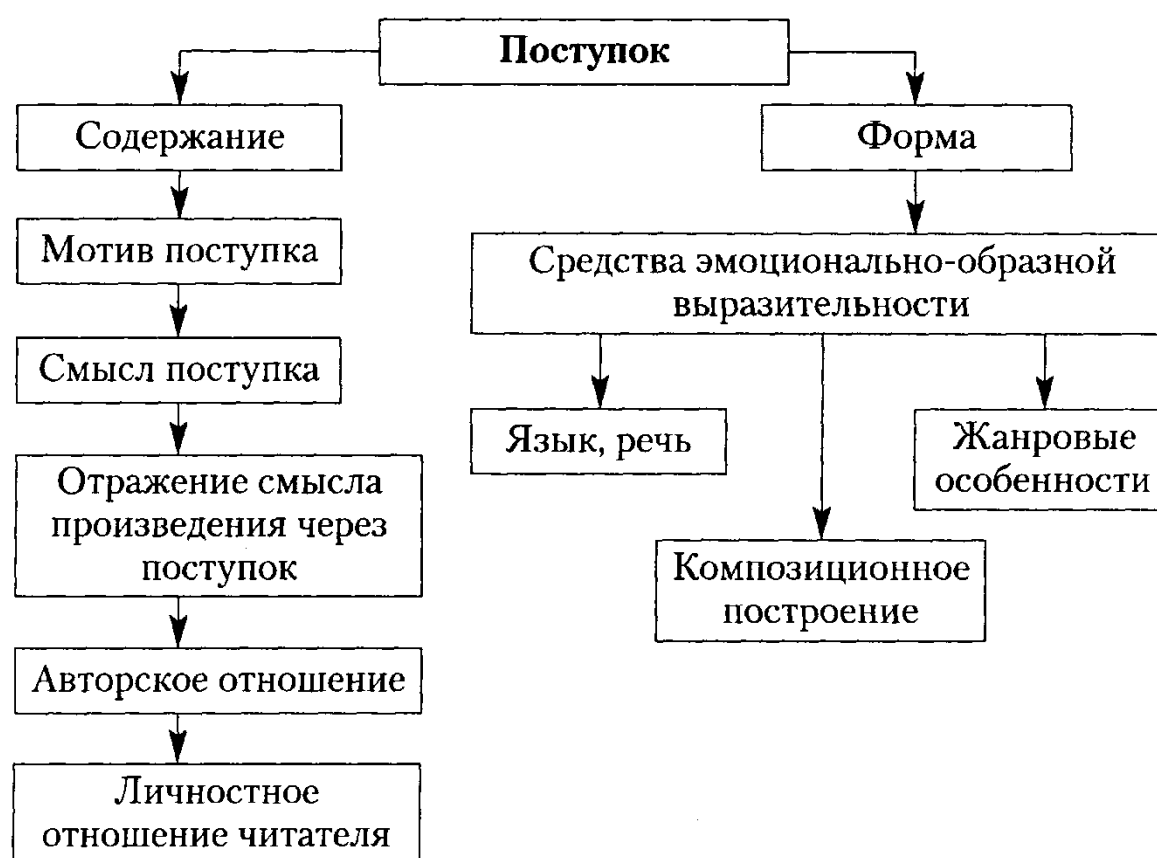 Поступок
Содержание
Мотив поступка
Смысл поступка
Отражение смысла
произведения через
поступок
Авторское отношение
Личностное
отношение читателя
Форма
Средства эмоционально-образной
выразительности
Язык, речь
Композиционное
построение
Жанровые
особенности